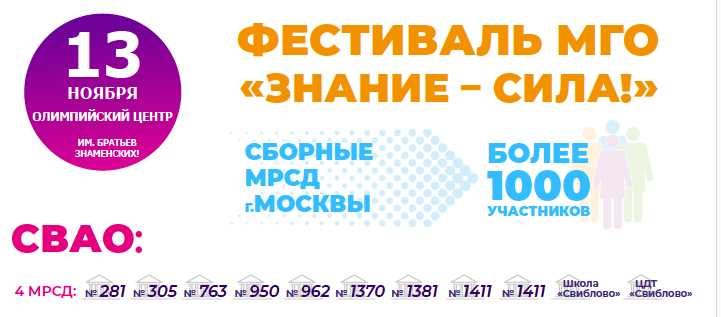 13
НОЯБРЯ
ОЛИМПИЙСКИЙ ЦЕНТР
ИМ. БРАТЬЕВ
ЗНАМЕНСКИХ!
ФЕСТИВАЛЬ МГО
«ЗНАНИЕ – СИЛА!»
СБОРНЫЕ
МРСД
г.МОСКВЫ
БОЛЕЕ
1000
УЧАСТНИКОВ
СВАО:
4 МРСД: № 281 № 305 № 763 № 950 № 962 № 1370 № 1381 № 1411 № 1411 Школа «Свиблово» ЦДТ «Свиблово»